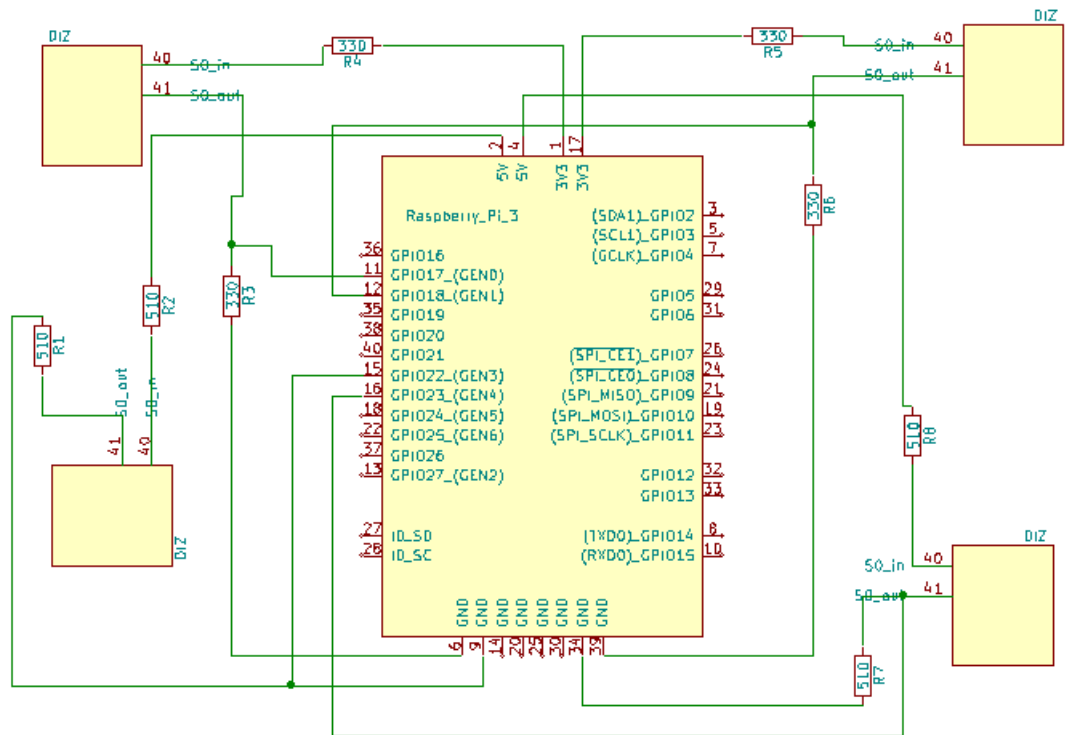 DIZ
40 S0_in
41 S0_out
330
R4
330
R5
DIZ
S0_in 40
S0_out 41
2 5V
4 5V
1 3V3
17 3V3
Raspberry_Pi_3
36 GPIO16
11 GPIO17_(GEN0)
12 GPIO18_(GEN1)
35 GPIO19
38 GPIO20
40 GPIO21
15 GPIO22_(GEN3)
16 GPIO23_(GEN4)
18 GPIO24_(GEN5)
22 GPIO25_(GEN6)
37 GPIO26
13 GPIO27_(GEN2)
27 ID_SD
28 ID_SC
(SDA1)_GPIO2 3
(SCL1)_GPIO3 5
(GCLK)_GPIO4 7
GPIO5 29
GPIO6 31
(SPI_CE1)_GPIO7 26
(SPI_CE0)_GPIO8 24
(SPI_MISO)_GPIO9 21
(SPI_MOSI)_GPIO10 19
(SPI_SCLK)_GPIO11 23
GPIO12 32
GPIO13 33
(TXD0)_GPIO14 8
(RXD0)_GPIO15 10
GND 6
GND 9
GND 14
GND 20
GND 25
GND 30
GND 34
GND 39
330 R3
510 R2
510 R1
S0_out 41
S0_in 40
DIZ
330 R6
510 R8
DIZ
S0_in 40
S0_out 41
510 R7